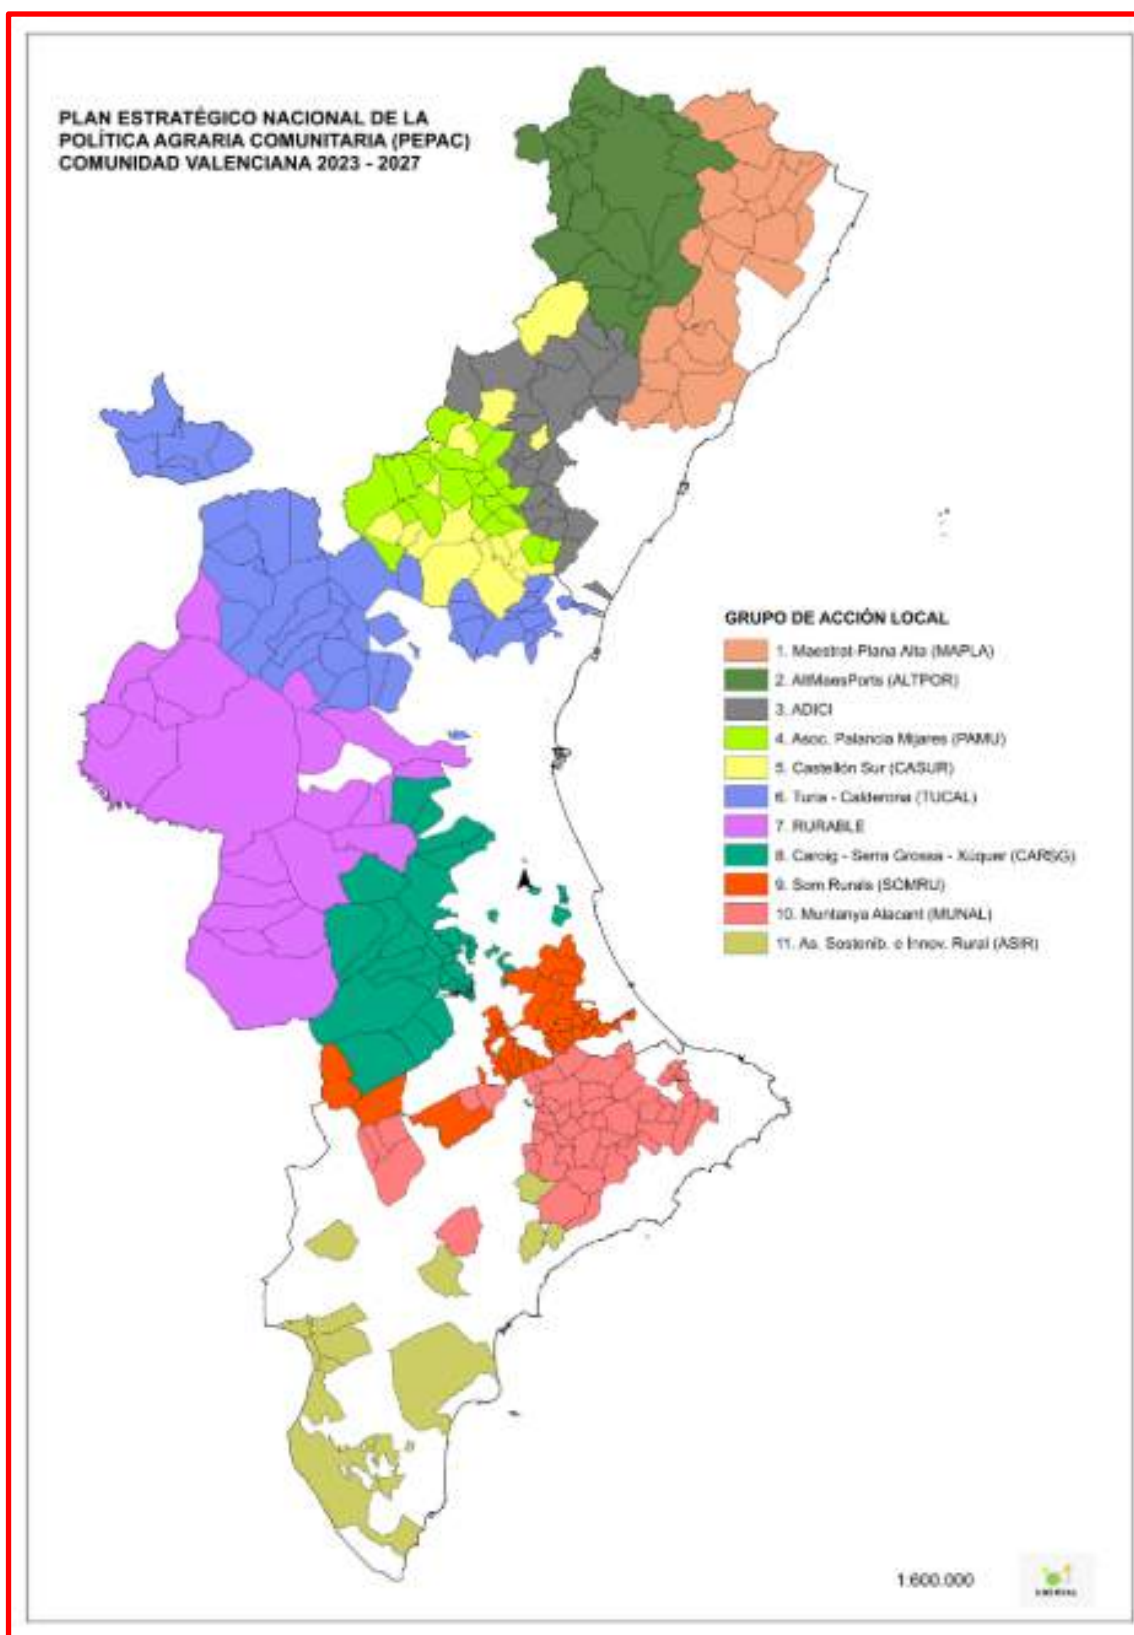 PLAN ESTRATÉGICO NACIONAL DE LA
POLÍTICA AGRARIA COMUNITARIA (PEPAC)
COMUNIDAD VALENCIANA 2023 - 2027
GRUPO DE ACCIÓN LOCAL
1. Maestrat-Plana Alta (MAPLA)
2. AltMaesPorts (ALTPOR)
3. ADICI
4. Asoc. Palancia Mijares (PAMU)
5. Castellón Sur (CASUR)
6. Turia - Calderona (TUCAL)
7. RURABLE
8. Caroig - Serra Grossa - Xúquer (CARSG)
9. Som Rurals (SOMRU)
10. Muntanya Alacant (MUNAL)
11. As. Sostenib. e Innov. Rural (ASIR)
1:600.000